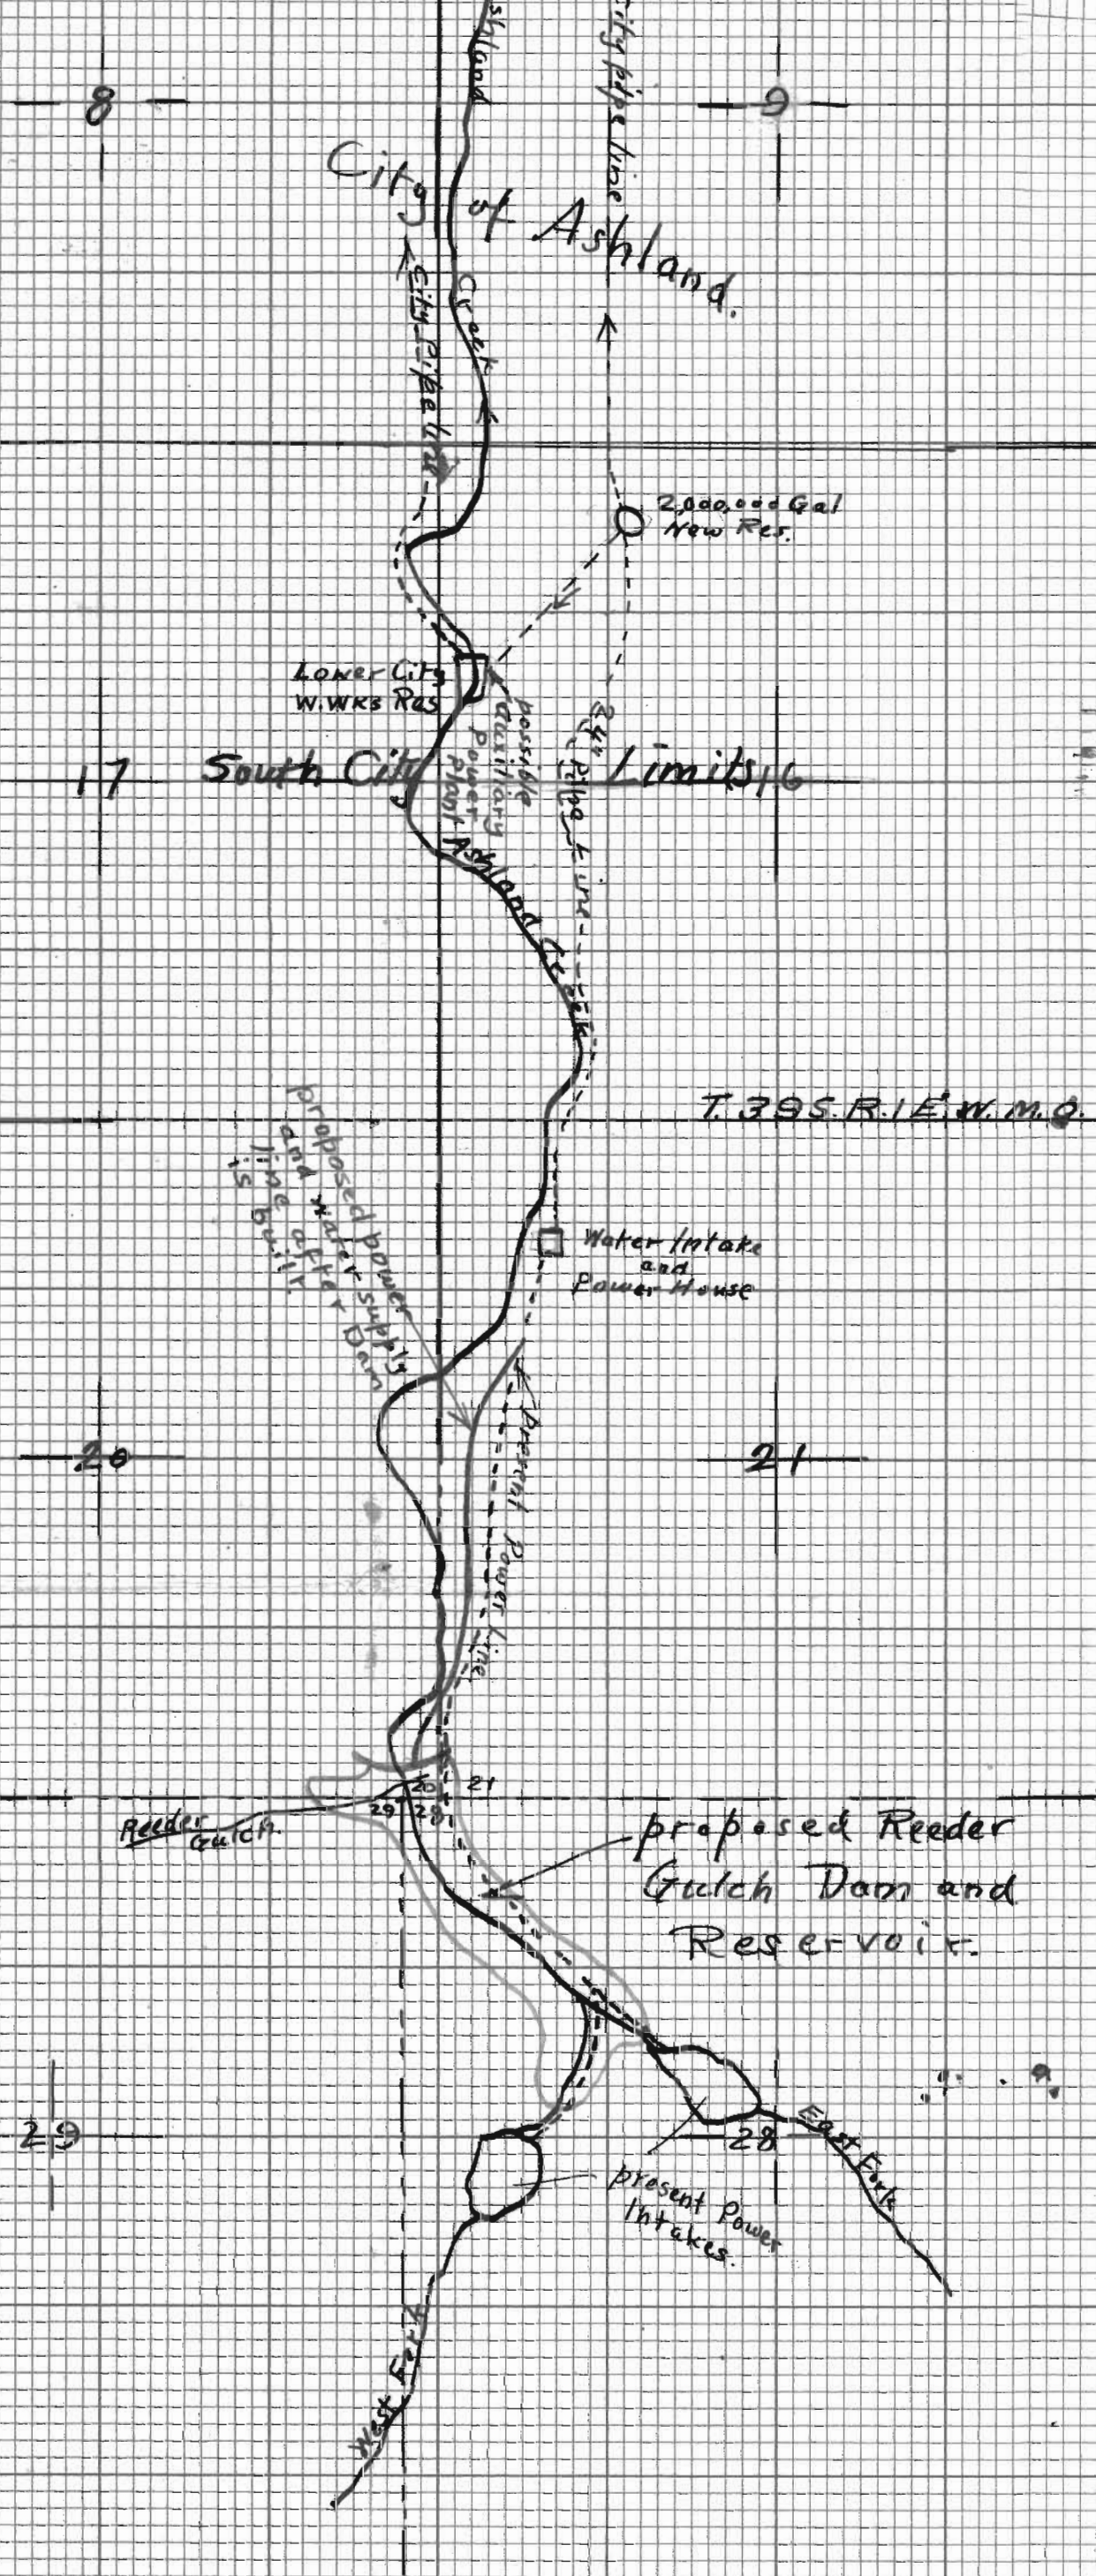 Ashland
City pipe line
8
9
City of Ashland.
City Pipe Line
Creek
2,000,000 Gal
New Res.
Lower City
W.Wks Res
possible
auxiliary
Power
Plant
24"
Pipe Line
17
South City Limits
16
Ashland Creek
T. 39 S. R. 1 E. W. M. O.
proposed power
and water supply
line after Dam
is built.
Water Intake
and
Power House
20
21
Present Power Line
20
21
29
28
Reeder
Gulch.
proposed Reeder
Gulch Dam and
Reservoir.
29
28
East Fork
present Power
Intakes.
West Fork